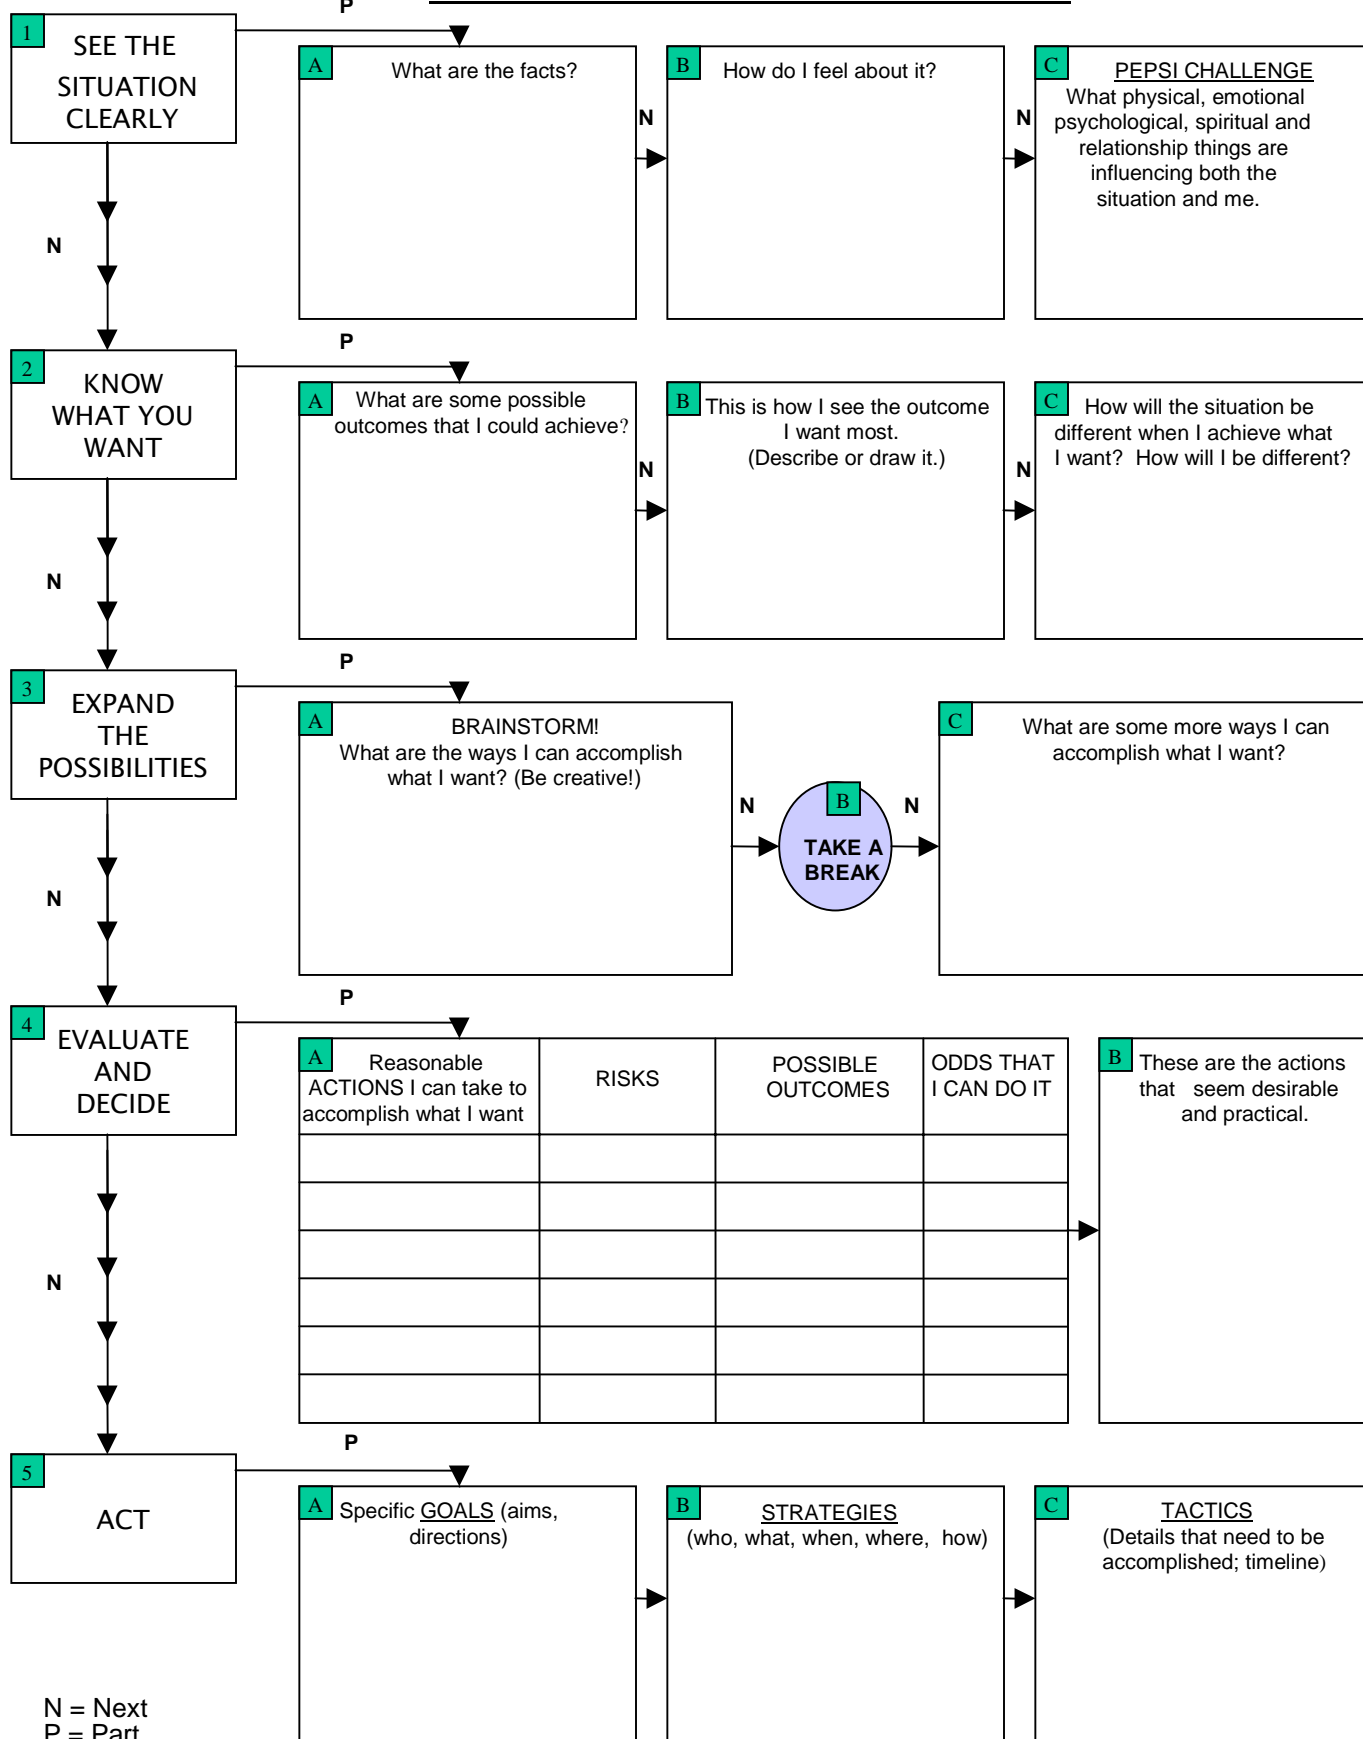 P
1
SEE THE
SITUATION
CLEARLY
A
What are the facts?
N
B
How do I feel about it?
N
C
PEPSI CHALLENGE
What physical, emotional
psychological, spiritual and
relationship things are
influencing both the
situation and me.
N
P
2
KNOW
WHAT YOU
WANT
A
What are some possible
outcomes that I could achieve?
N
B
This is how I see the outcome
I want most.
(Describe or draw it.)
N
C
How will the situation be
different when I achieve what
I want? How will I be different?
N
P
3
EXPAND
THE
POSSIBILITIES
A
BRAINSTORM!
What are the ways I can accomplish
what I want? (Be creative!)
N
B
TAKE A
BREAK
N
C
What are some more ways I can
accomplish what I want?
N
P
4
EVALUATE
AND
DECIDE
A
Reasonable
ACTIONS I can take to
accomplish what I want
RISKS
POSSIBLE
OUTCOMES
ODDS THAT
I CAN DO IT
B
These are the actions
that seem desirable
and practical.
N
P
5
ACT
A
Specific GOALS (aims,
directions)
B
STRATEGIES
(who, what, when, where, how)
C
TACTICS
(Details that need to be
accomplished; timeline)
N = Next
P = Part